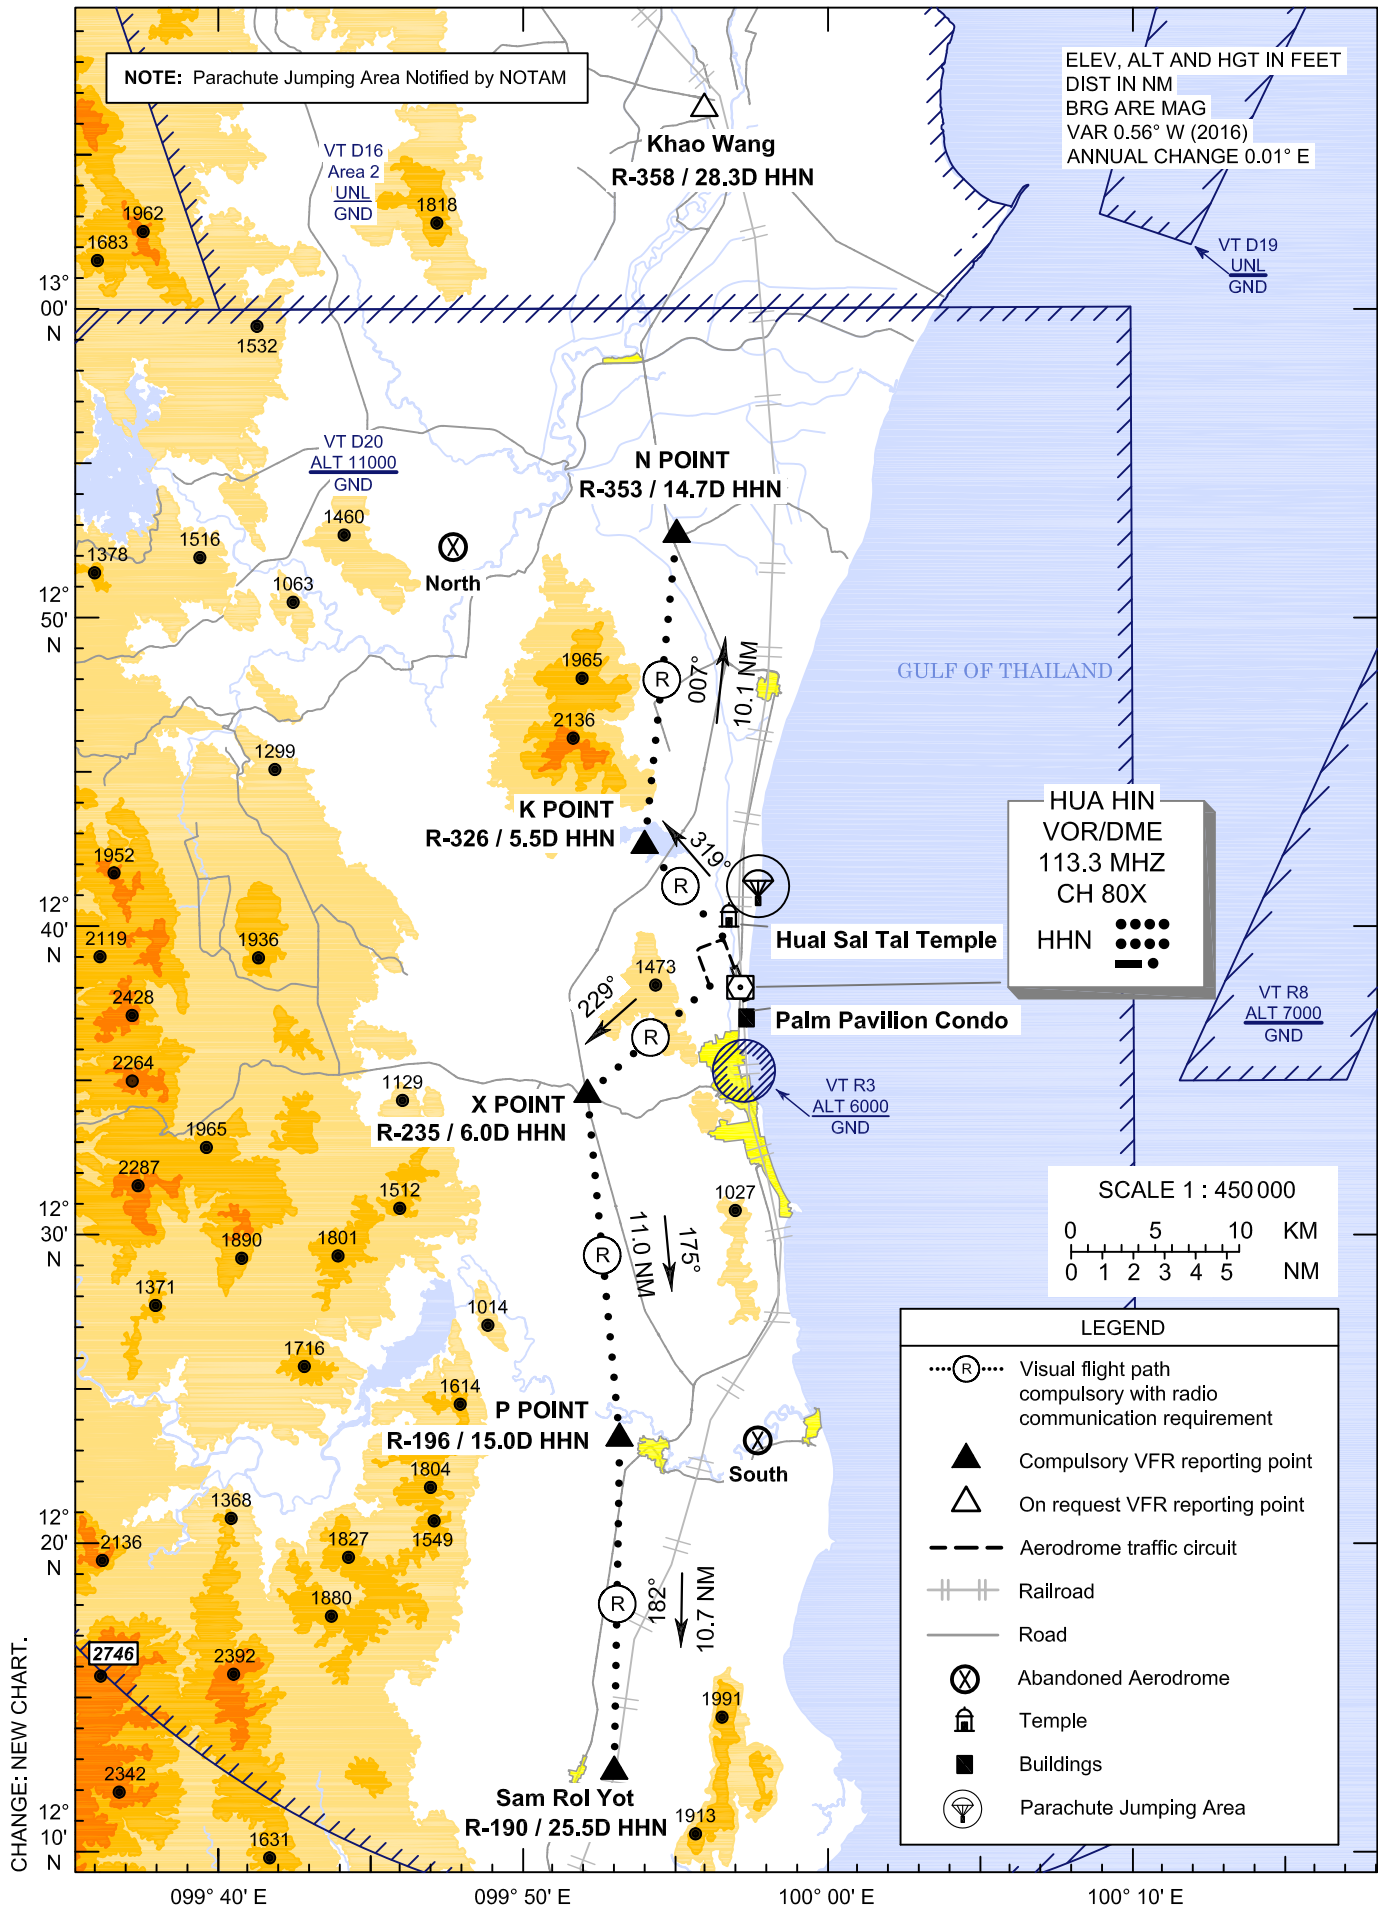 NOTE: Parachute Jumping Area Notified by NOTAM
ELEV, ALT AND HGT IN FEET
DIST IN NM
BRG ARE MAG
VAR 0.56° W (2016)
ANNUAL CHANGE 0.01° E
Khao Wang
R-358 / 28.3D HHN
VT D16
Area 2
UNL
GND
1818
1962
1683
VT D19
UNL
GND
13°
00'
N
1532
VT D20
ALT 11000
GND
N POINT
R-353 / 14.7D HHN
1460
1516
1378
1063
North
12°
50'
N
1965
R
007°
10.1 NM
GULF OF THAILAND
2136
1299
K POINT
R-326 / 5.5D HHN
319°
R
HUA HIN
VOR/DME
113.3 MHZ
CH 80X
HHN
1952
12°
40'
N
2119
1936
Hual Sal Tal Temple
1473
229°
2428
R
Palm Pavilion Condo
VT R8
ALT 7000
GND
2264
1129
VT R3
ALT 6000
GND
X POINT
R-235 / 6.0D HHN
1965
2287
1512
1027
12°
30'
N
1890
1801
R
11.0 NM
175°
SCALE 1 : 450 000
0 5 10 KM
0 1 2 3 4 5 NM
1371
1014
1716
1614
P POINT
R-196 / 15.0D HHN
South
1804
1549
1368
12°
20'
N
2136
1827
1880
R
182°
10.7 NM
2746
2392
1991
2342
Sam Rol Yot
R-190 / 25.5D HHN
1913
1631
12°
10'
N
LEGEND
R Visual flight path
compulsory with radio
communication requirement
Compulsory VFR reporting point
On request VFR reporting point
Aerodrome traffic circuit
Railroad
Road
Abandoned Aerodrome
Temple
Buildings
Parachute Jumping Area
CHANGE: NEW CHART.
099° 40' E
099° 50' E
100° 00' E
100° 10' E